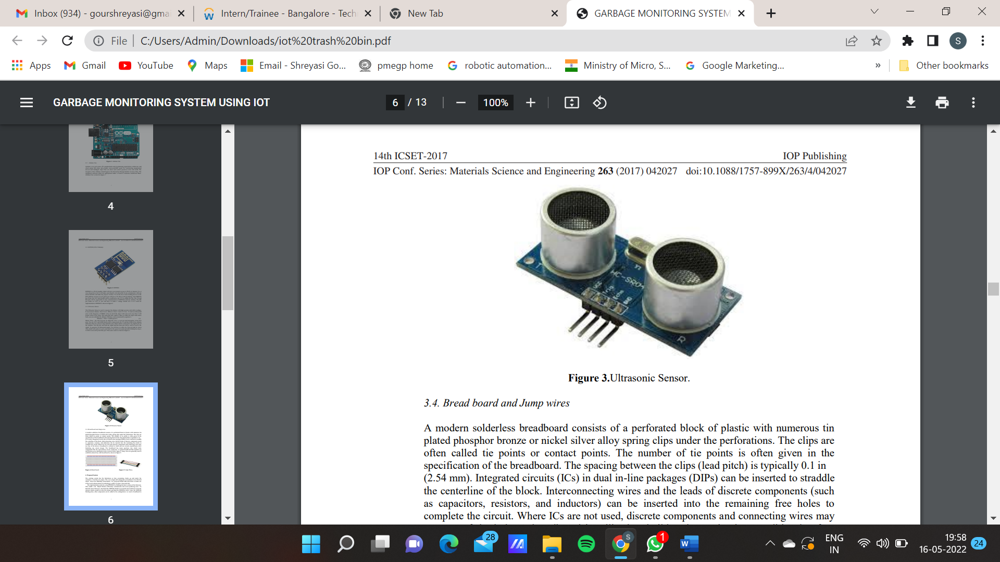 Inbox (934) - gourshreyasi@gma
Intern/Trainee - Bangalore - Tech
New Tab
GARBAGE MONITORING SYSTEM
File
C:/Users/Admin/Downloads/iot%20trash%20bin.pdf
S
Apps
Gmail
YouTube
Maps
Email - Shreyasi Go...
pmegp home
robotic automation...
Ministry of Micro, S...
Google Marketing...
»
Other bookmarks
GARBAGE MONITORING SYSTEM USING IOT
6 / 13
100%
4
5
6
14th ICSET-2017 IOP Publishing
IOP Conf. Series: Materials Science and Engineering 263 (2017) 042027 doi:10.1088/1757-899X/263/4/042027
T
HC-SR04
R
Figure 3.Ultrasonic Sensor.
3.4. Bread board and Jump wires
A modern solderless breadboard consists of a perforated block of plastic with numerous tin
plated phosphor bronze or nickel silver alloy spring clips under the perforations. The clips are
often called tie points or contact points. The number of tie points is often given in the
specification of the breadboard. The spacing between the clips (lead pitch) is typically 0.1 in
(2.54 mm). Integrated circuits (ICs) in dual in-line packages (DIPs) can be inserted to straddle
the centerline of the block. Interconnecting wires and the leads of discrete components (such
as capacitors, resistors, and inductors) can be inserted into the remaining free holes to
complete the circuit. Where ICs are not used, discrete components and connecting wires may
28
S
1
W
ENG
IN
19:58
16-05-2022
24